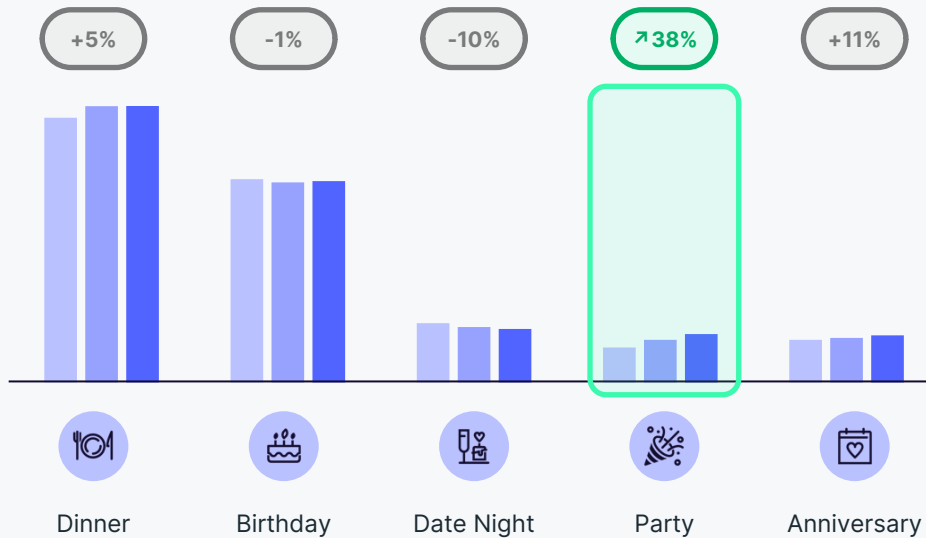 +5%
-1%
-10%
↗38%
+11%
Dinner
Birthday
Date Night
Party
Anniversary